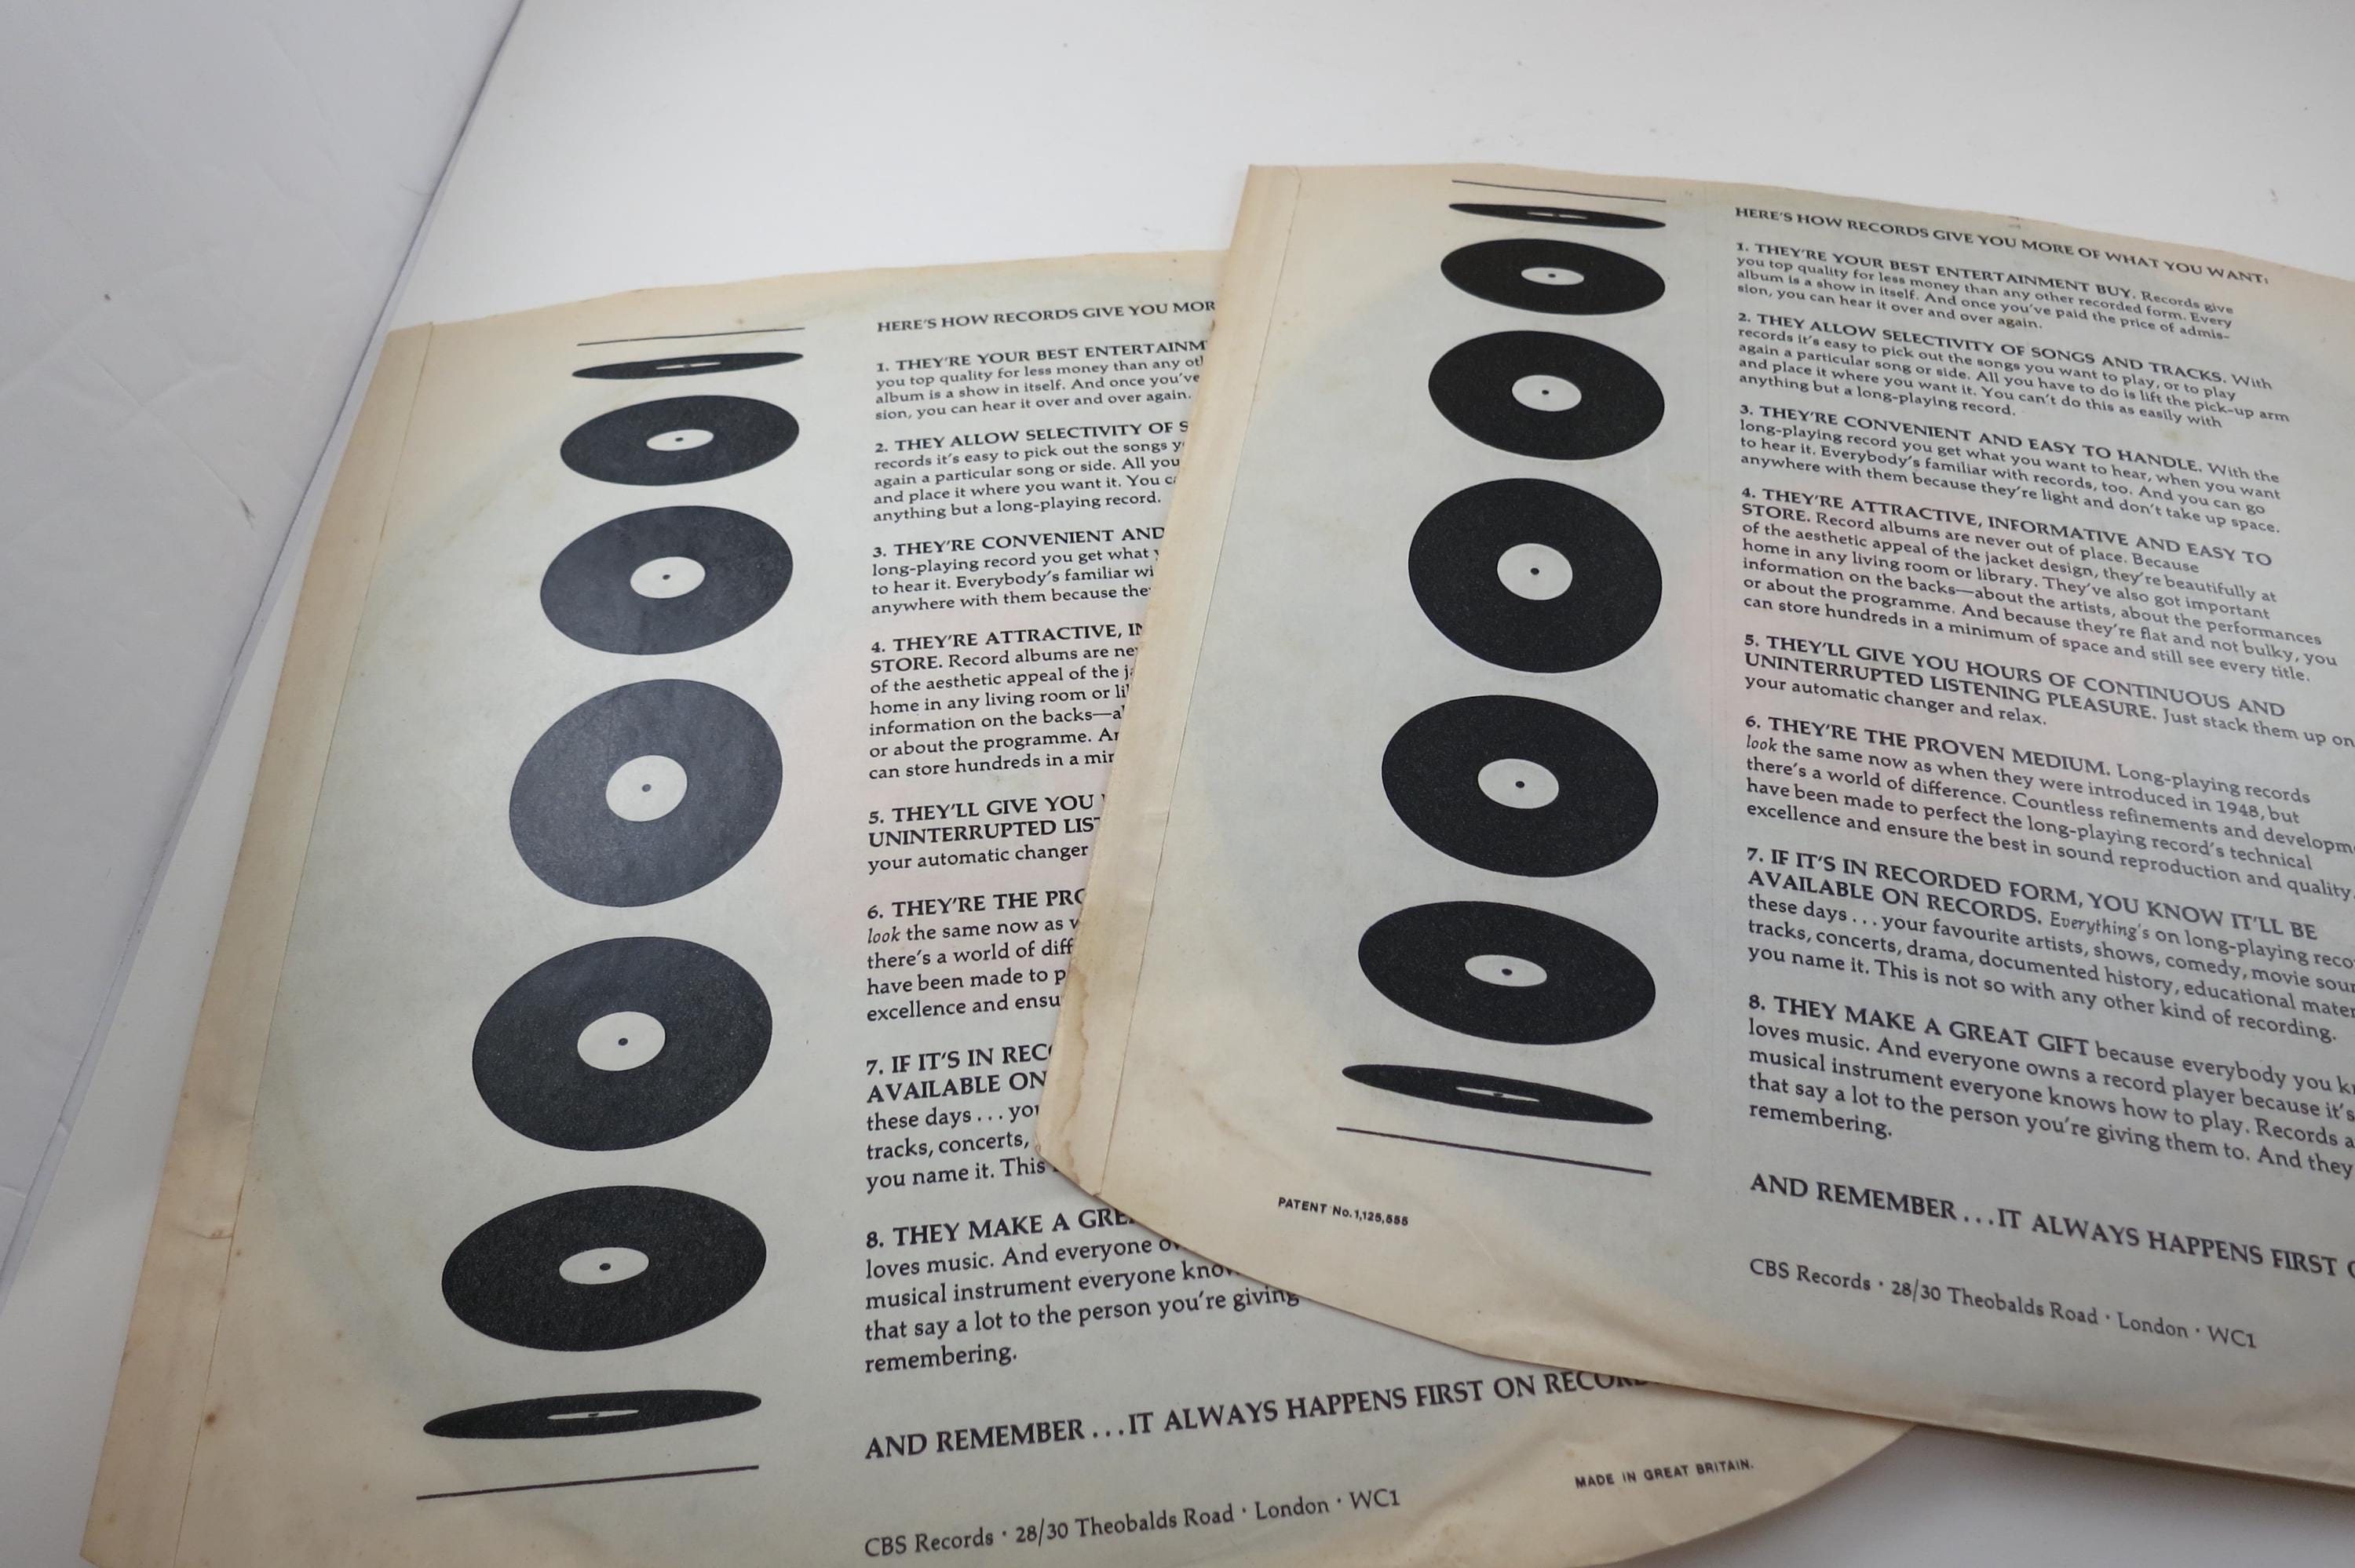 HERE'S HOW RECORDS GIVE YOU MOR
1. THEY'RE YOUR BEST ENTERTAINM
you top quality for less money than any
album is a show in itself. And once you've
sion, you can hear it over and over again.
2. THEY ALLOW SELECTIVITY OF S
records it's easy to pick out the songs
again a particular song or side. All you
and place it where you want it. You
anything but a long-playing record.
3. THEY'RE CONVENIENT AND
long-playing record you get what
to hear it. Everybody's familiar wi
anywhere with them because the
4. THEY'RE ATTRACTIVE,
STORE. Record albums are
of the aesthetic appeal of the
home in any living room or
information on the backs—
or about the programme.
can store hundreds in a
5. THEY'LL GIVE YOU
UNINTERRUPTED
your automatic changer
6. THEY'RE THE
look the same now as
there's a world of
have been made to
excellence and
7. IF IT'S IN
AVAILABLE ON
these days...
tracks, concerts,
you name it. This
8. THEY MAKE A
loves music. And everyone
musical instrument everyone
that say a lot to the person you're giving
remembering.
AND REMEMBER...IT ALWAYS HAPPENS FIRST ON
MADE IN GREAT BRITAIN.
CBS Records · 28/30 Theobalds Road · London · WC1
HERE'S HOW RECORDS GIVE YOU MORE OF WHAT YOU WANT:
1. THEY'RE YOUR BEST ENTERTAINMENT BUY. Records give
you top quality for less money than any other recorded form. Every
album is a show in itself. And once you've paid the price of admis-
sion, you can hear it over and over again.
2. THEY ALLOW SELECTIVITY OF SONGS AND TRACKS. With
records it's easy to pick out the songs you want to play, or to play
again a particular song or side. All you have to do is lift the pick-up arm
and place it where you want it. You can't do this as easily with
anything but a long-playing record.
3. THEY'RE CONVENIENT AND EASY TO HANDLE. With the
long-playing record you get what you want to hear, when you want
to hear it. Everybody's familiar with records, too. And you can go
anywhere with them because they're light and don't take up space.
4. THEY'RE ATTRACTIVE, INFORMATIVE AND EASY TO
STORE. Record albums are never out of place. Because
of the aesthetic appeal of the jacket design, they're beautifully at
home in any living room or library. They've also got important
information on the backs—about the artists, about the performances
or about the programme. And because they're flat and not bulky, you
can store hundreds in a minimum of space and still see every title.
5. THEY'LL GIVE YOU HOURS OF CONTINUOUS AND
UNINTERRUPTED LISTENING PLEASURE. Just stack them up on
your automatic changer and relax.
6. THEY'RE THE PROVEN MEDIUM. Long-playing records
look the same now as when they were introduced in 1948, but
there's a world of difference. Countless refinements and developm
have been made to perfect the long-playing record's technical
excellence and ensure the best in sound reproduction and quality.
7. IF IT'S IN RECORDED FORM, YOU KNOW IT'LL BE
AVAILABLE ON RECORDS. Everything's on long-playing reco
these days...your favourite artists, shows, comedy, movie soun
tracks, concerts, drama, documented history, educational mater
you name it. This is not so with any other kind of recording.
8. THEY MAKE A GREAT GIFT because everybody you
loves music. And everyone owns a record player because it's
musical instrument everyone knows how to play. Records a
that say a lot to the person you're giving them to. And they
remembering.
AND REMEMBER...IT ALWAYS HAPPENS FIRST
PATENT No. 1,125,555
CBS Records · 28/30 Theobalds Road · London · WC1